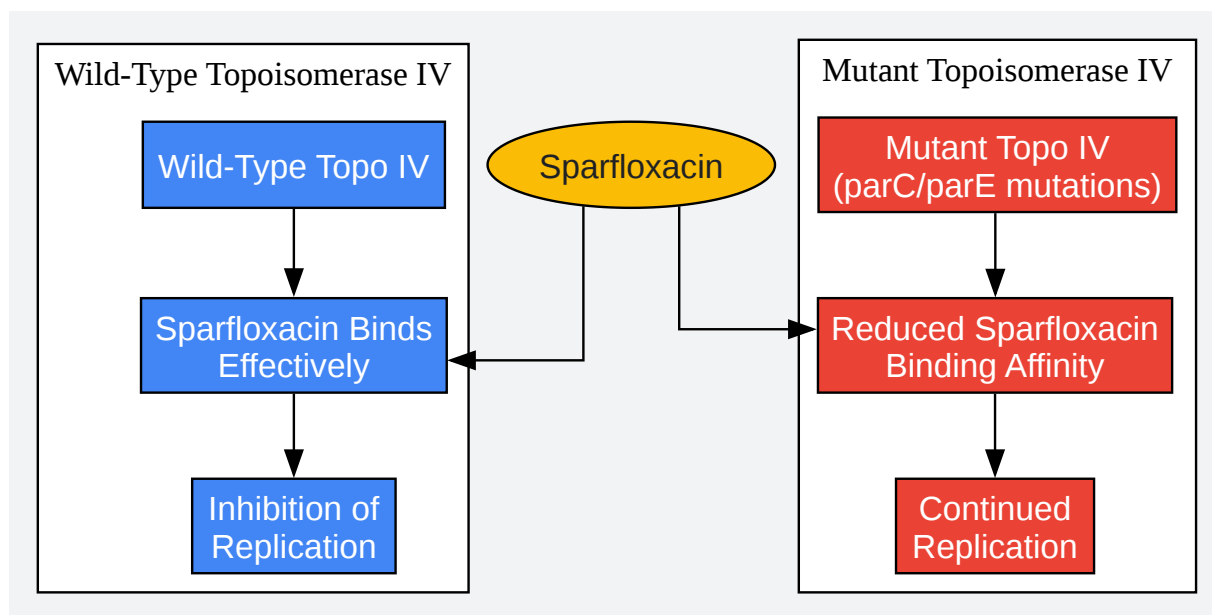 Wild-Type Topoisomerase IV
Wild-Type Topo IV
Sparfloxacin Binds
Effectively
Inhibition of
Replication
Sparfloxacin
Mutant Topoisomerase IV
Mutant Topo IV
(parC/parE mutations)
Reduced Sparfloxacin
Binding Affinity
Continued
Replication